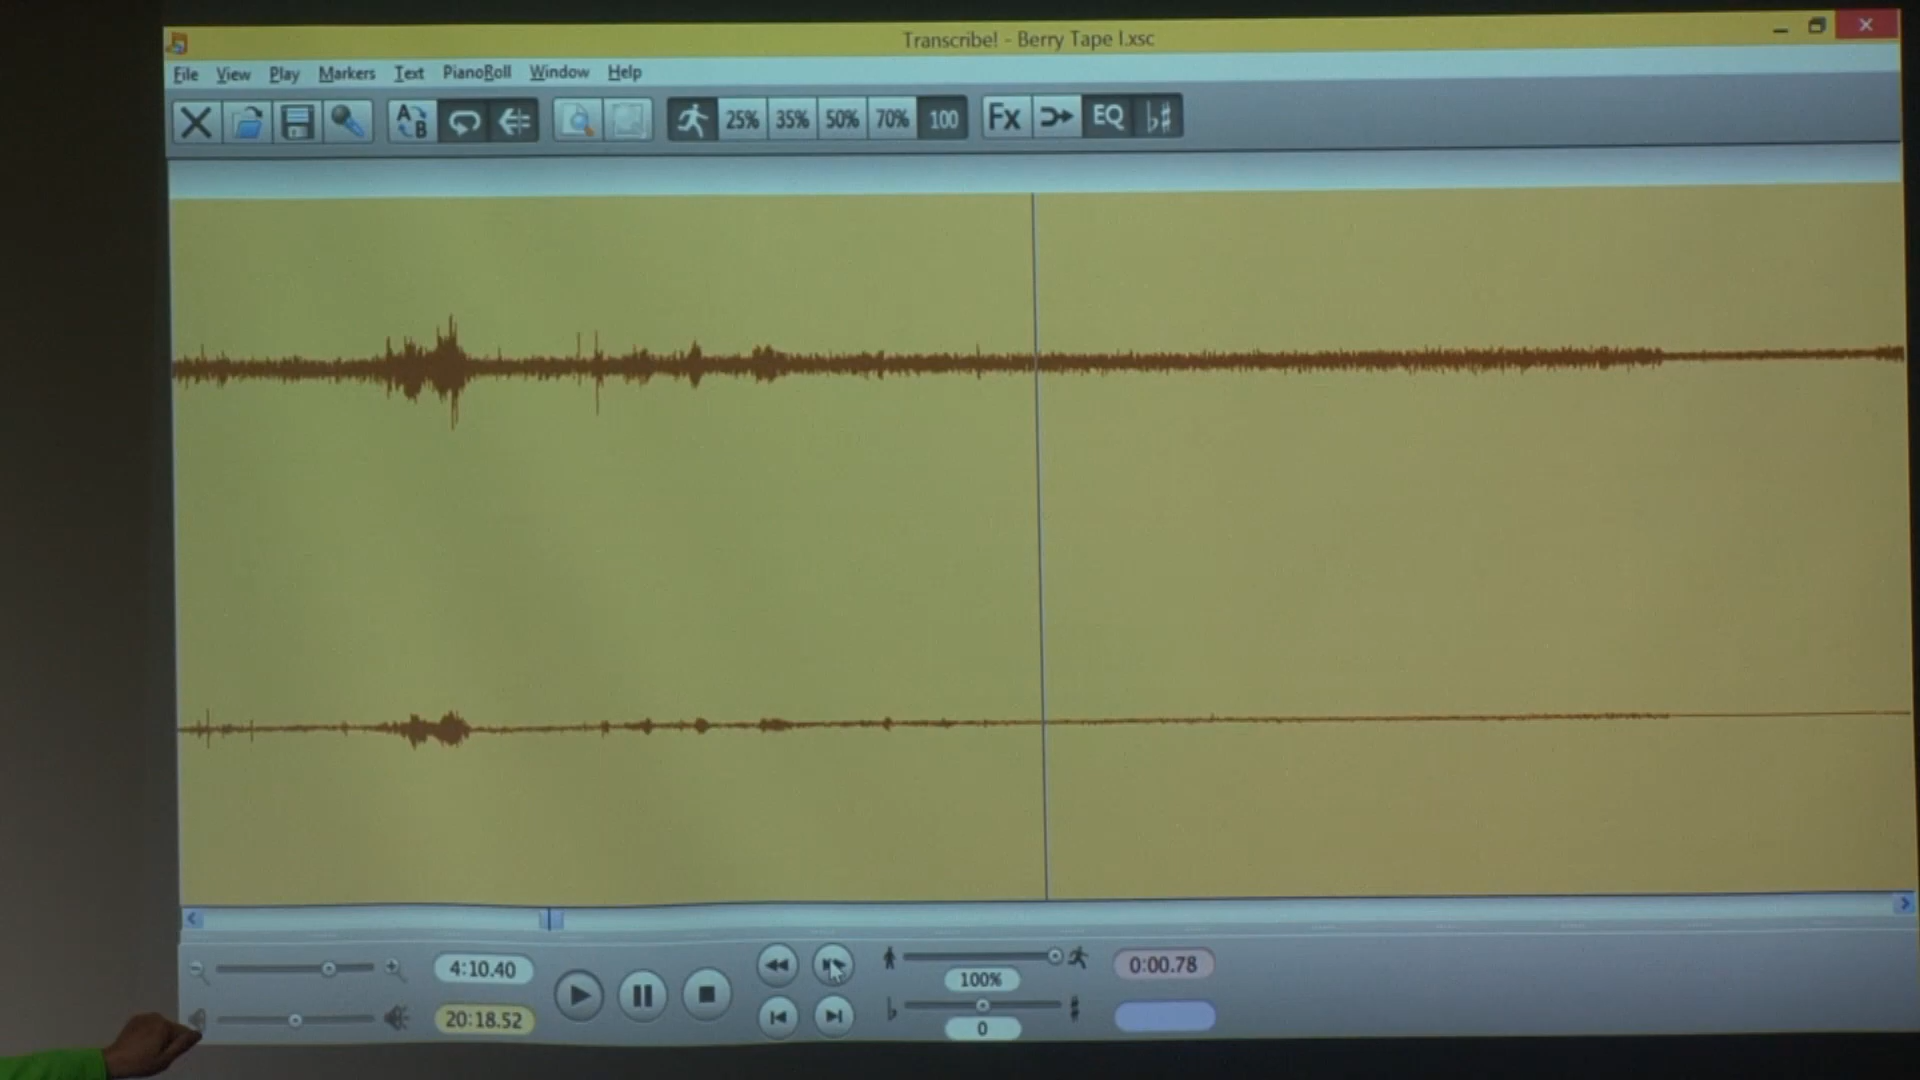 Transcribe! - Berry Tape I.xsc
File View Play Markers Text PianoRoll Window Help
A B 25% 35% 50% 70% 100 Fx EQ
4:10.40
100%
0:00.78
20:18.52
0